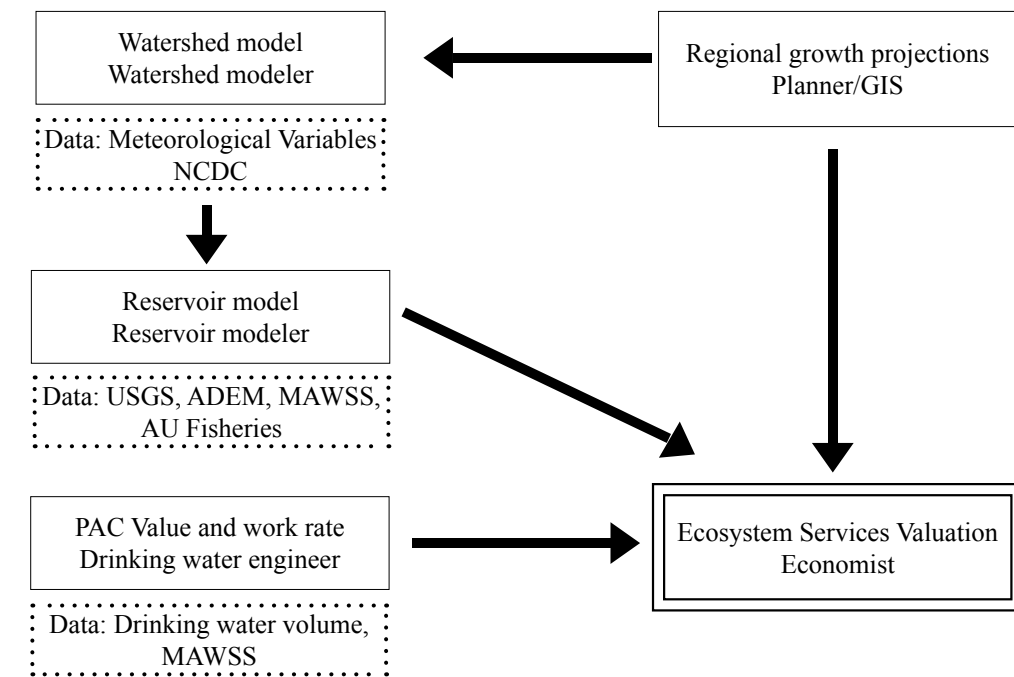 Watershed model
Watershed modeler
Regional growth projections
Planner/GIS
Data: Meteorological Variables
NCDC
Reservoir model
Reservoir modeler
Data: USGS, ADEM, MAWSS,
AU Fisheries
PAC Value and work rate
Drinking water engineer
Ecosystem Services Valuation
Economist
Data: Drinking water volume,
MAWSS